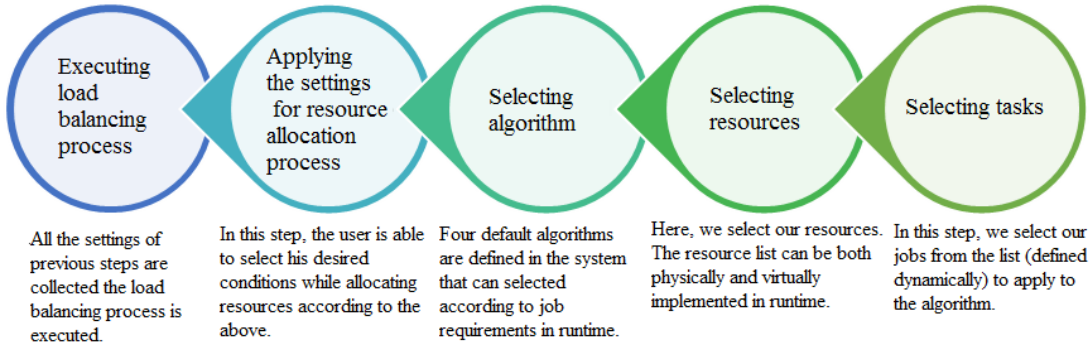 Executing
load
balancing
process
Applying
the settings
for resource
allocation
process
Selecting
algorithm
Selecting
resources
Selecting tasks
All the settings of
previous steps are
collected the load
balancing process is
executed.
In this step, the user is able
to select his desired
conditions while allocating
resources according to the
above.
Four default algorithms
are defined in the system
that can selected
according to job
requirements in runtime.
Here, we select our resources.
The resource list can be both
physically and virtually
implemented in runtime.
In this step, we select our
jobs from the list (defined
dynamically) to apply to
the algorithm.